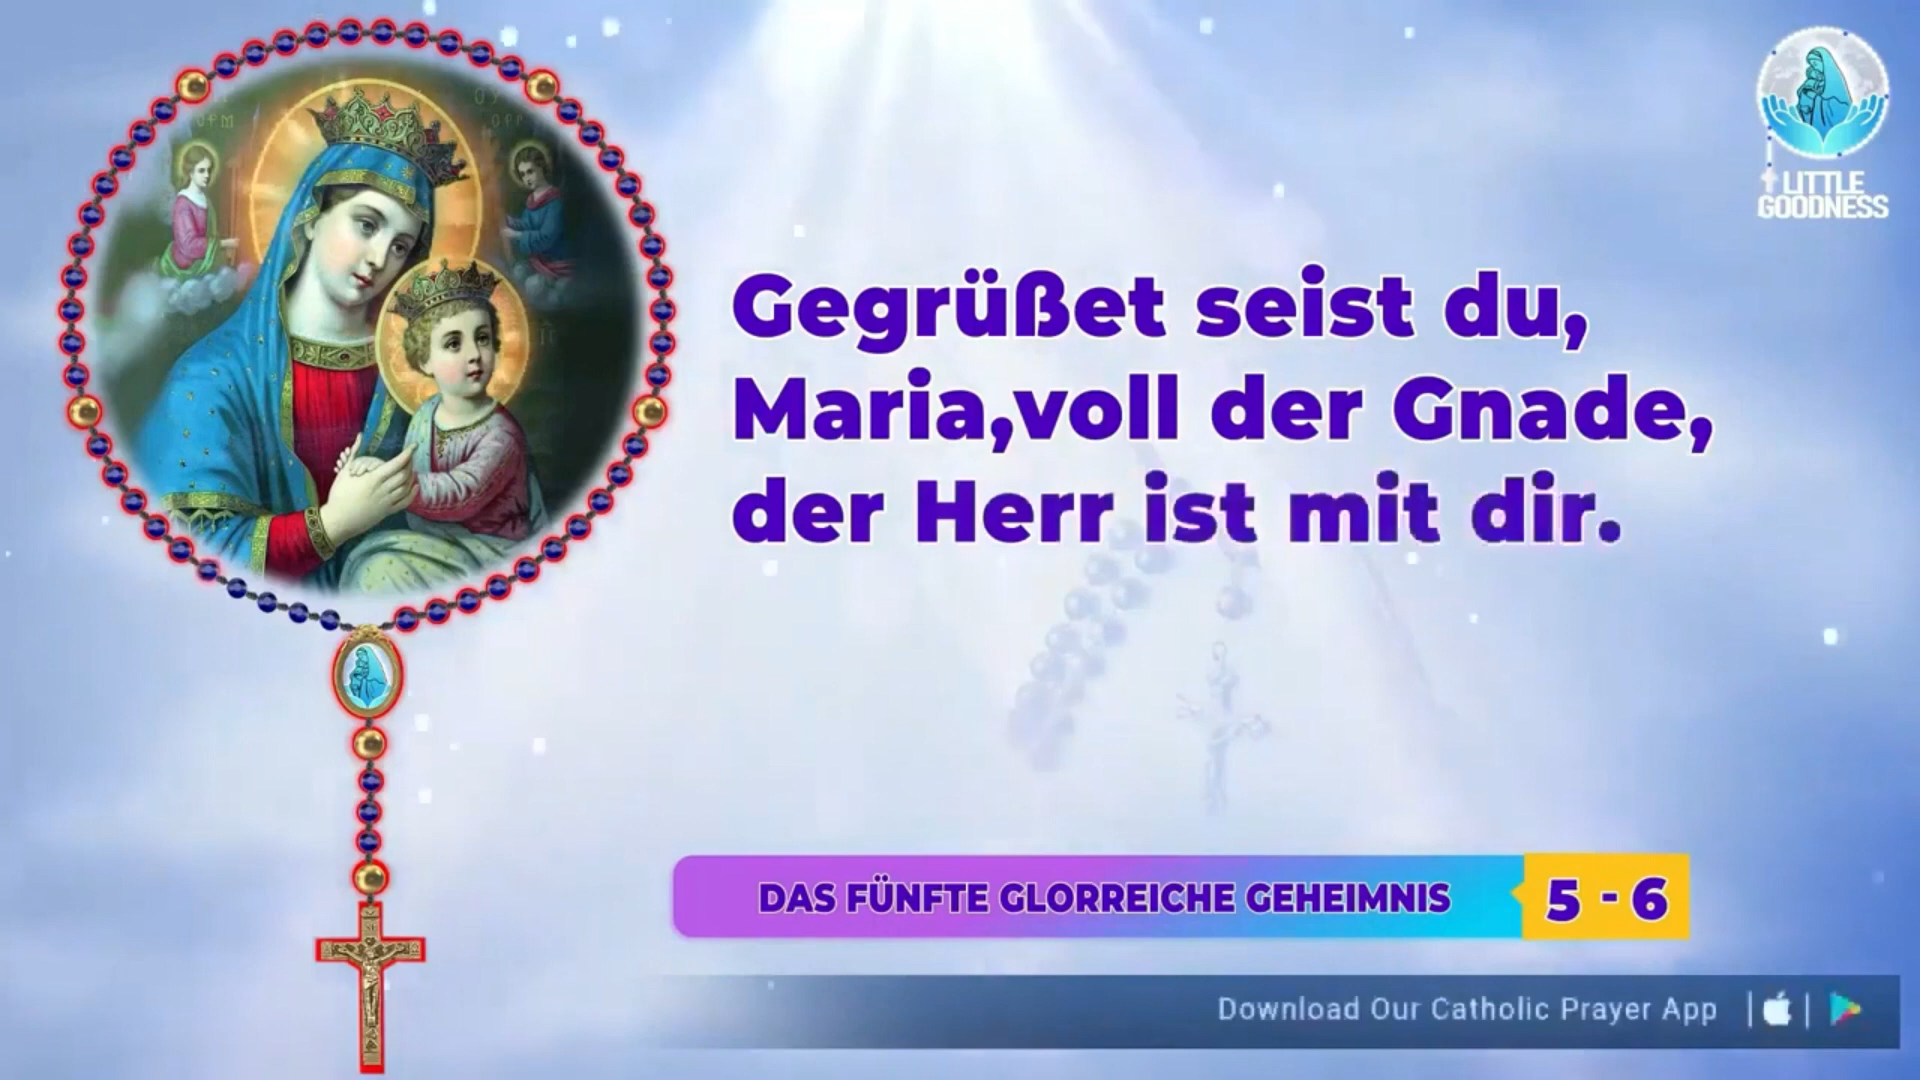 LITTLE
GOODNESS
Gegrüßet seist du,
Maria,voll der Gnade,
der Herr ist mit dir.
DAS FÜNFTE GLORREICHE GEHEIMNIS
5 - 6
Download Our Catholic Prayer App